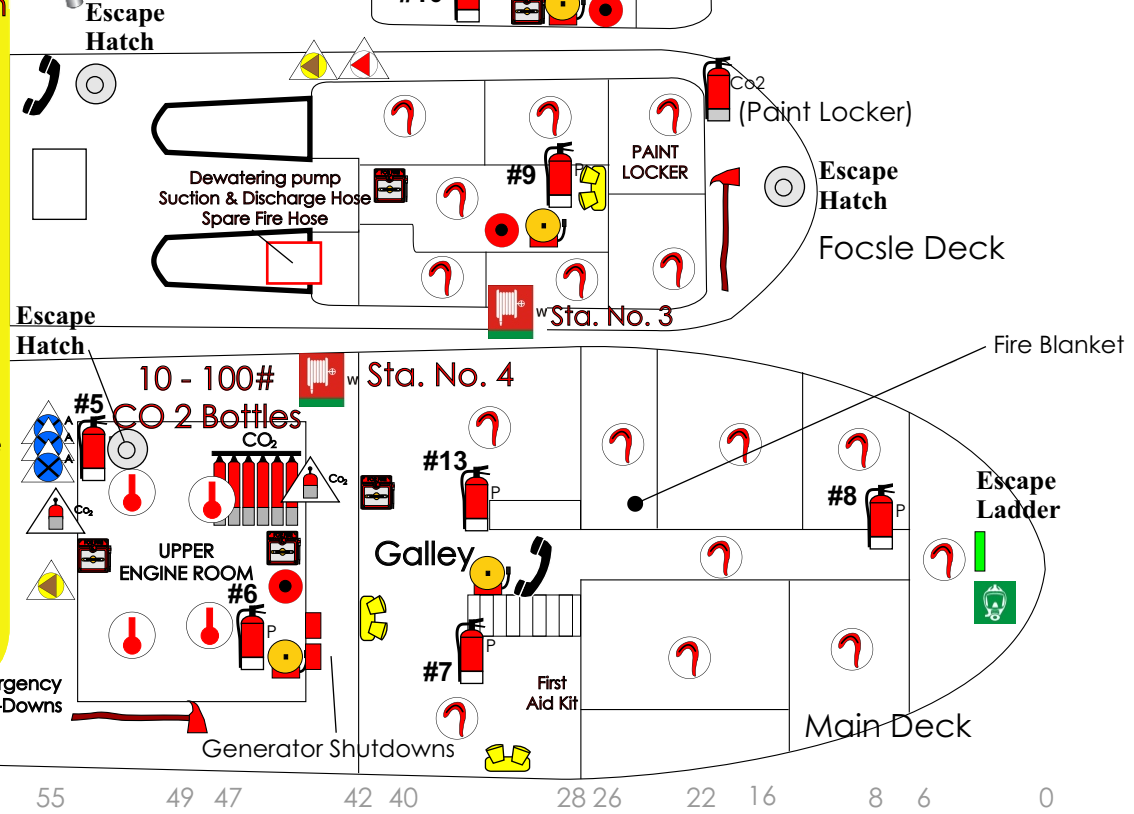 Escape
Hatch
Co2
(Paint Locker)
PAINT
LOCKER
#9
P
Dewatering pump
Suction & Discharge Hose
Spare Fire Hose
Escape
Hatch
Focsle Deck
W
Sta. No. 3
Escape
Hatch
Fire Blanket
10 - 100#
CO 2 Bottles
W
Sta. No. 4
#5
A
A
A
CO2
Co2
Co2
#13
P
#8
P
Escape
Ladder
UPPER
ENGINE ROOM
Galley
#6
P
#7
P
First
Aid Kit
rgency
-Downs
Generator Shutdowns
Main Deck
55 49 47 42 40 28 26 22 16 8 6 0